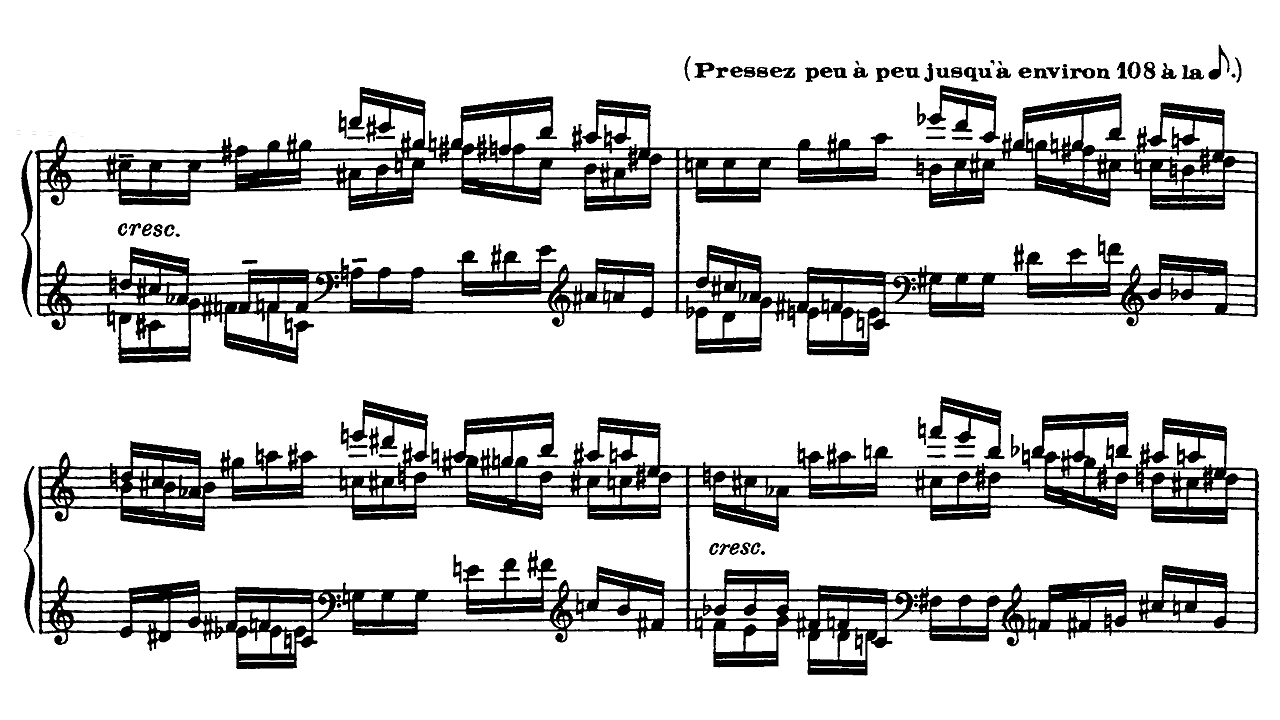 (Pressez peu à peu jusqu'à environ 108 à la ♪.)
cresc.
cresc.